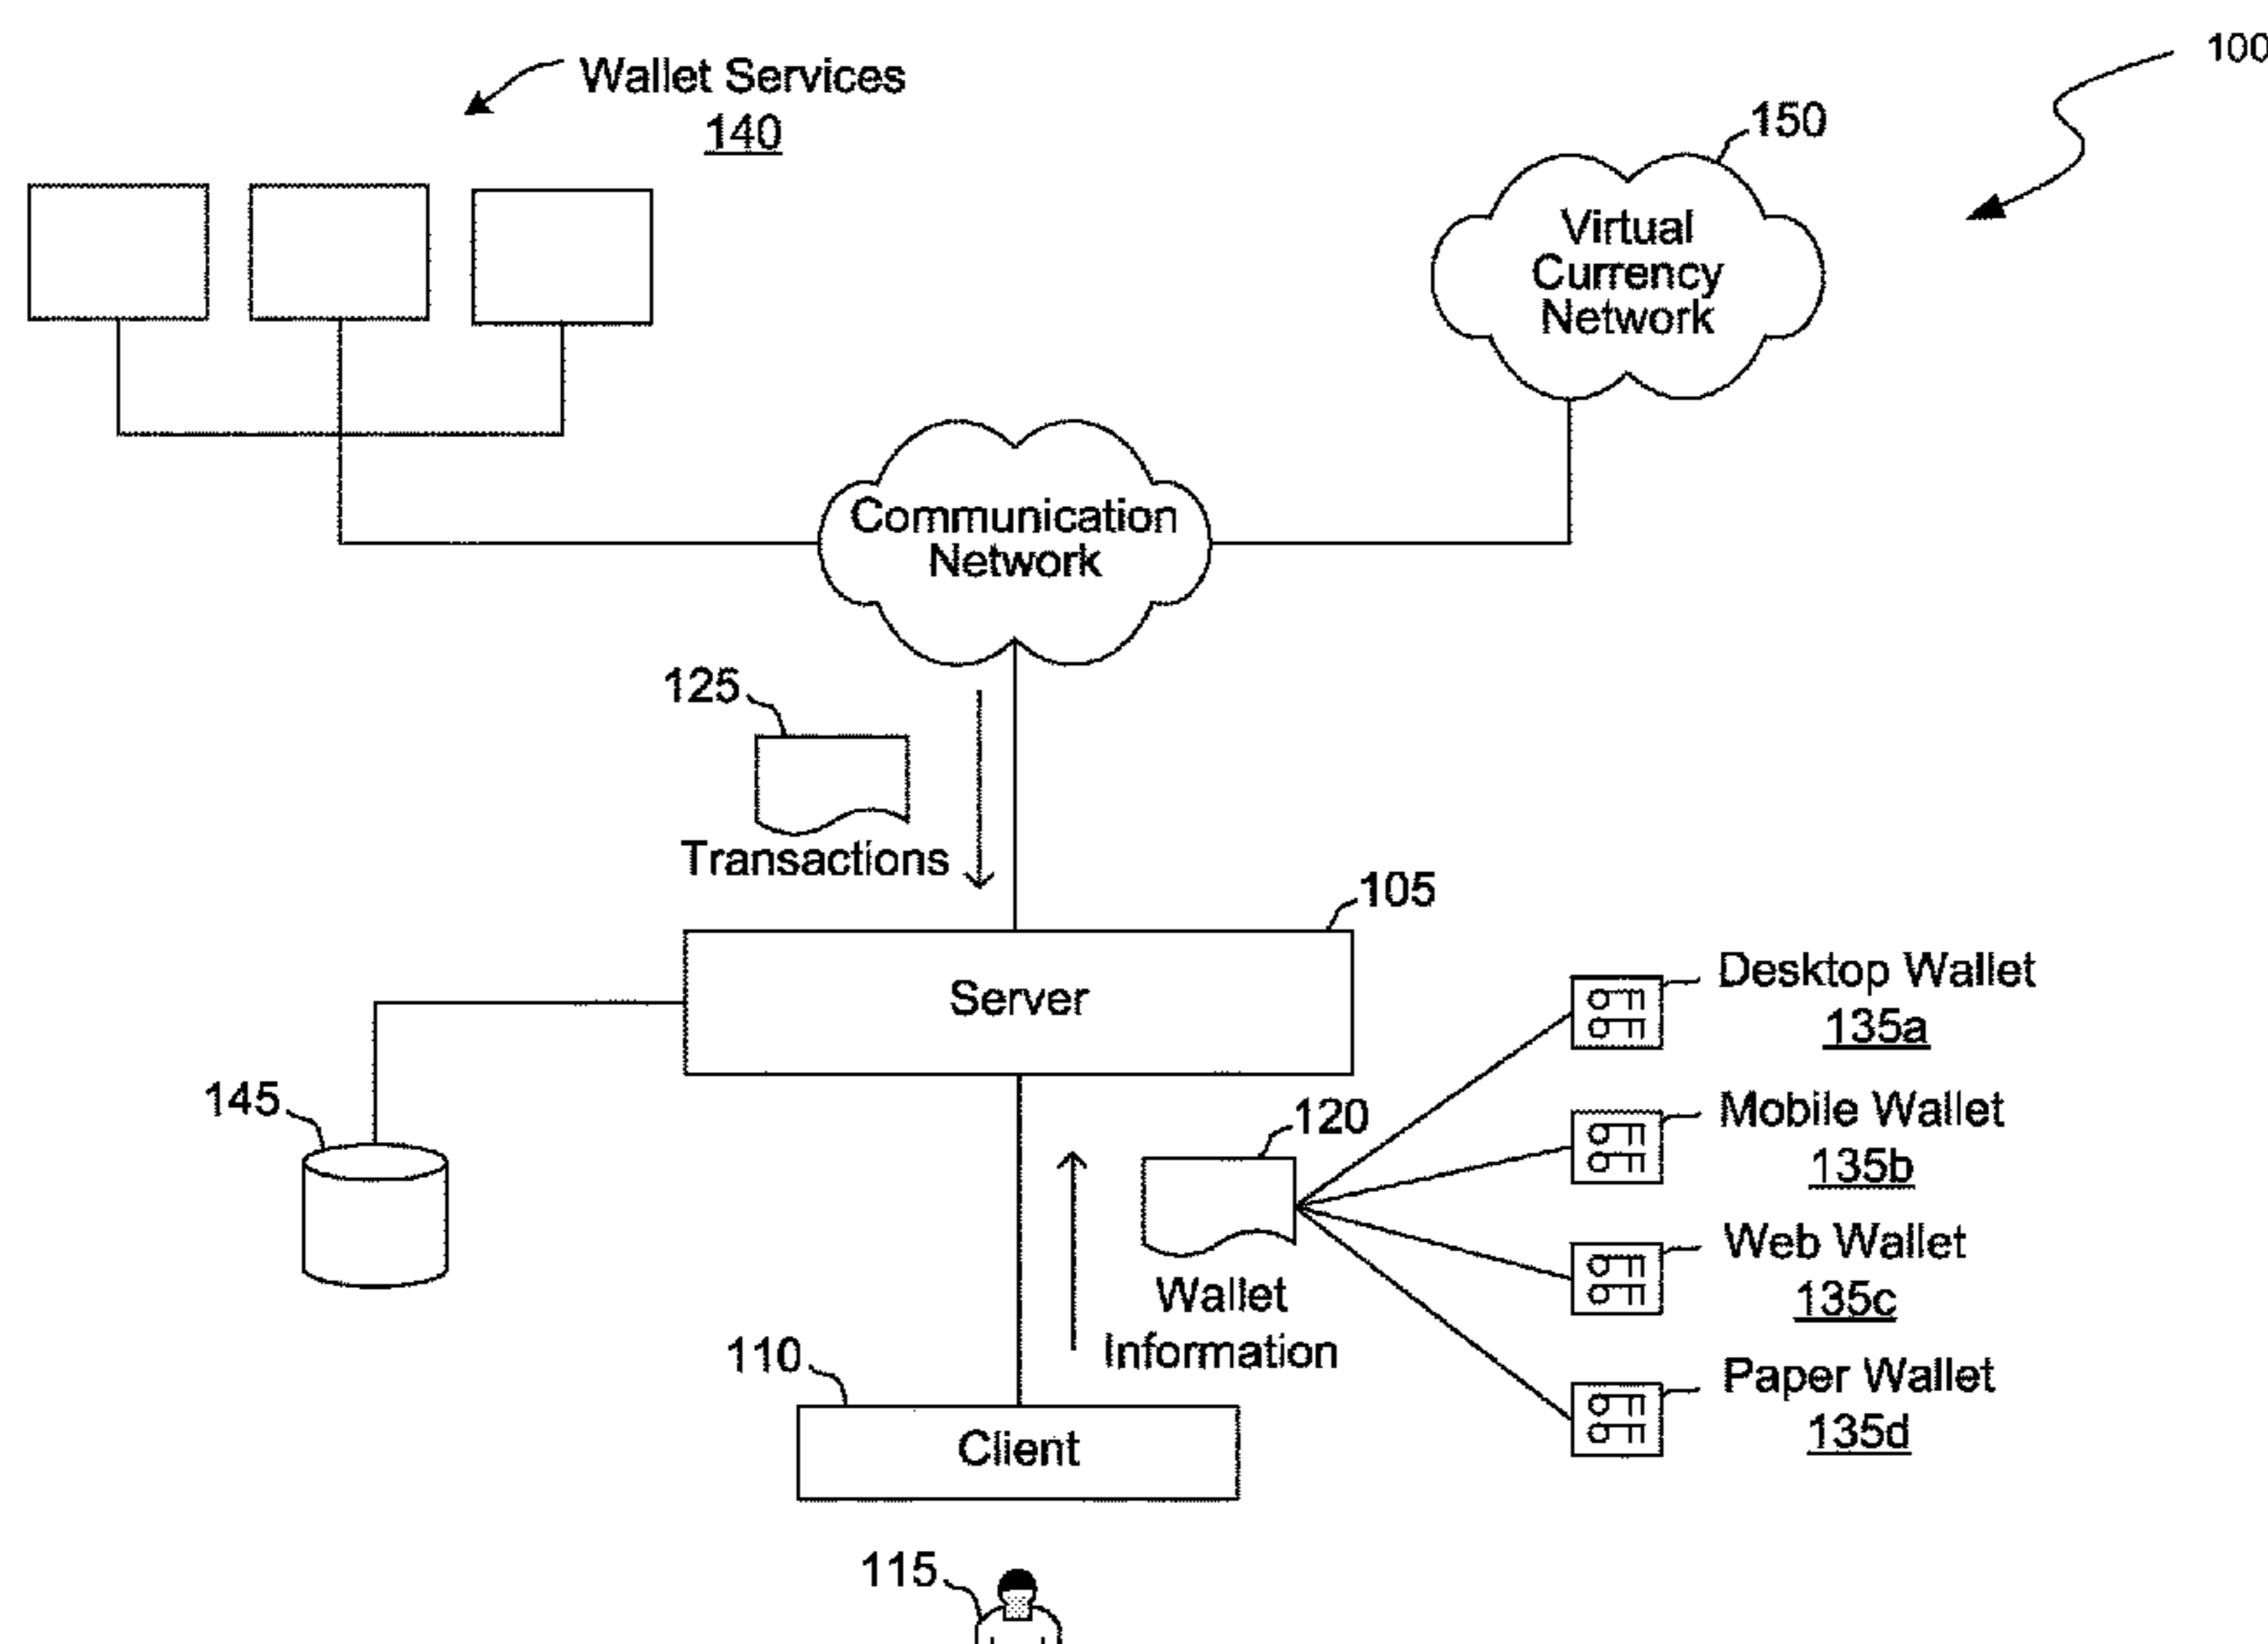 100
Wallet Services
140
150
Virtual
Currency
Network
Communication
Network
125
Transactions
105
Server
Desktop Wallet
135a
145
120
Mobile Wallet
135b
Wallet
Information
Web Wallet
135c
110
Client
Paper Wallet
135d
115